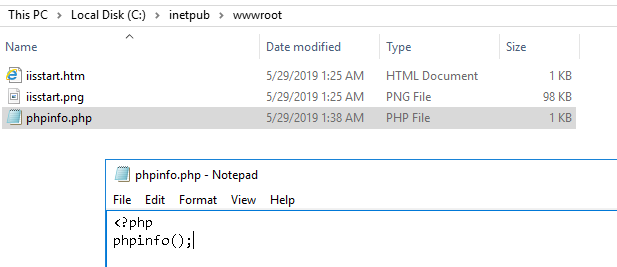 This PC > Local Disk (C:) > inetpub > wwwroot
Name Date modified Type Size
iisstart.htm 5/29/2019 1:25 AM HTML Document 1 KB
iisstart.png 5/29/2019 1:25 AM PNG File 98 KB
phpinfo.php 5/29/2019 1:38 AM PHP File 1 KB
phpinfo.php - Notepad
File Edit Format View Help
<?php
phpinfo();